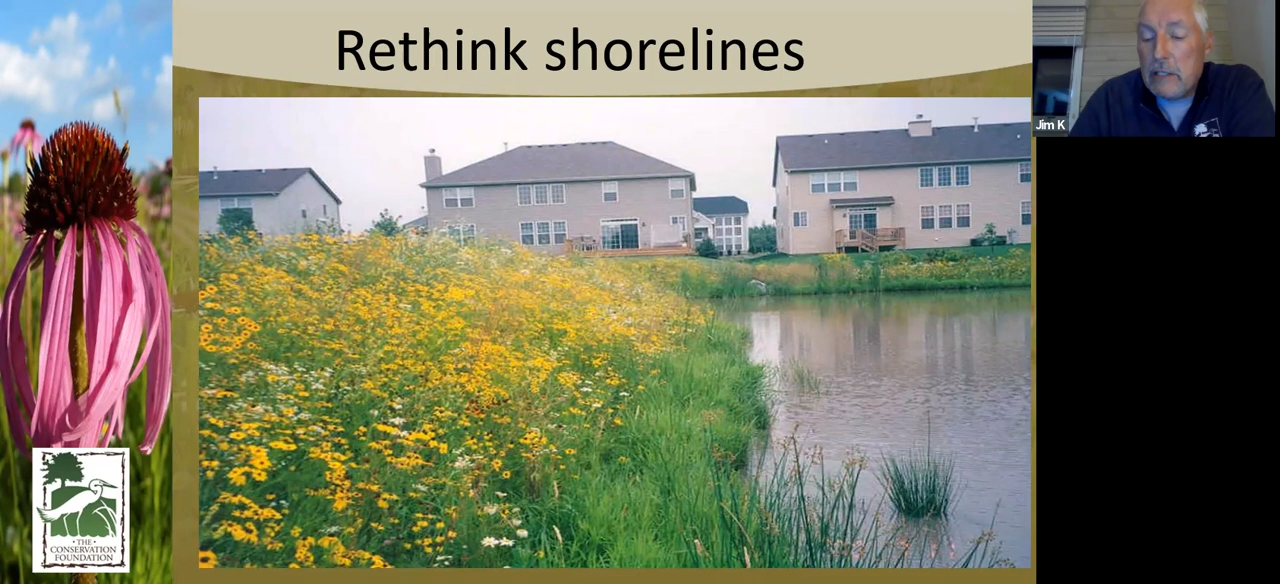 Rethink shorelines
Jim K
• THE •
CONSERVATION
FOUNDATION